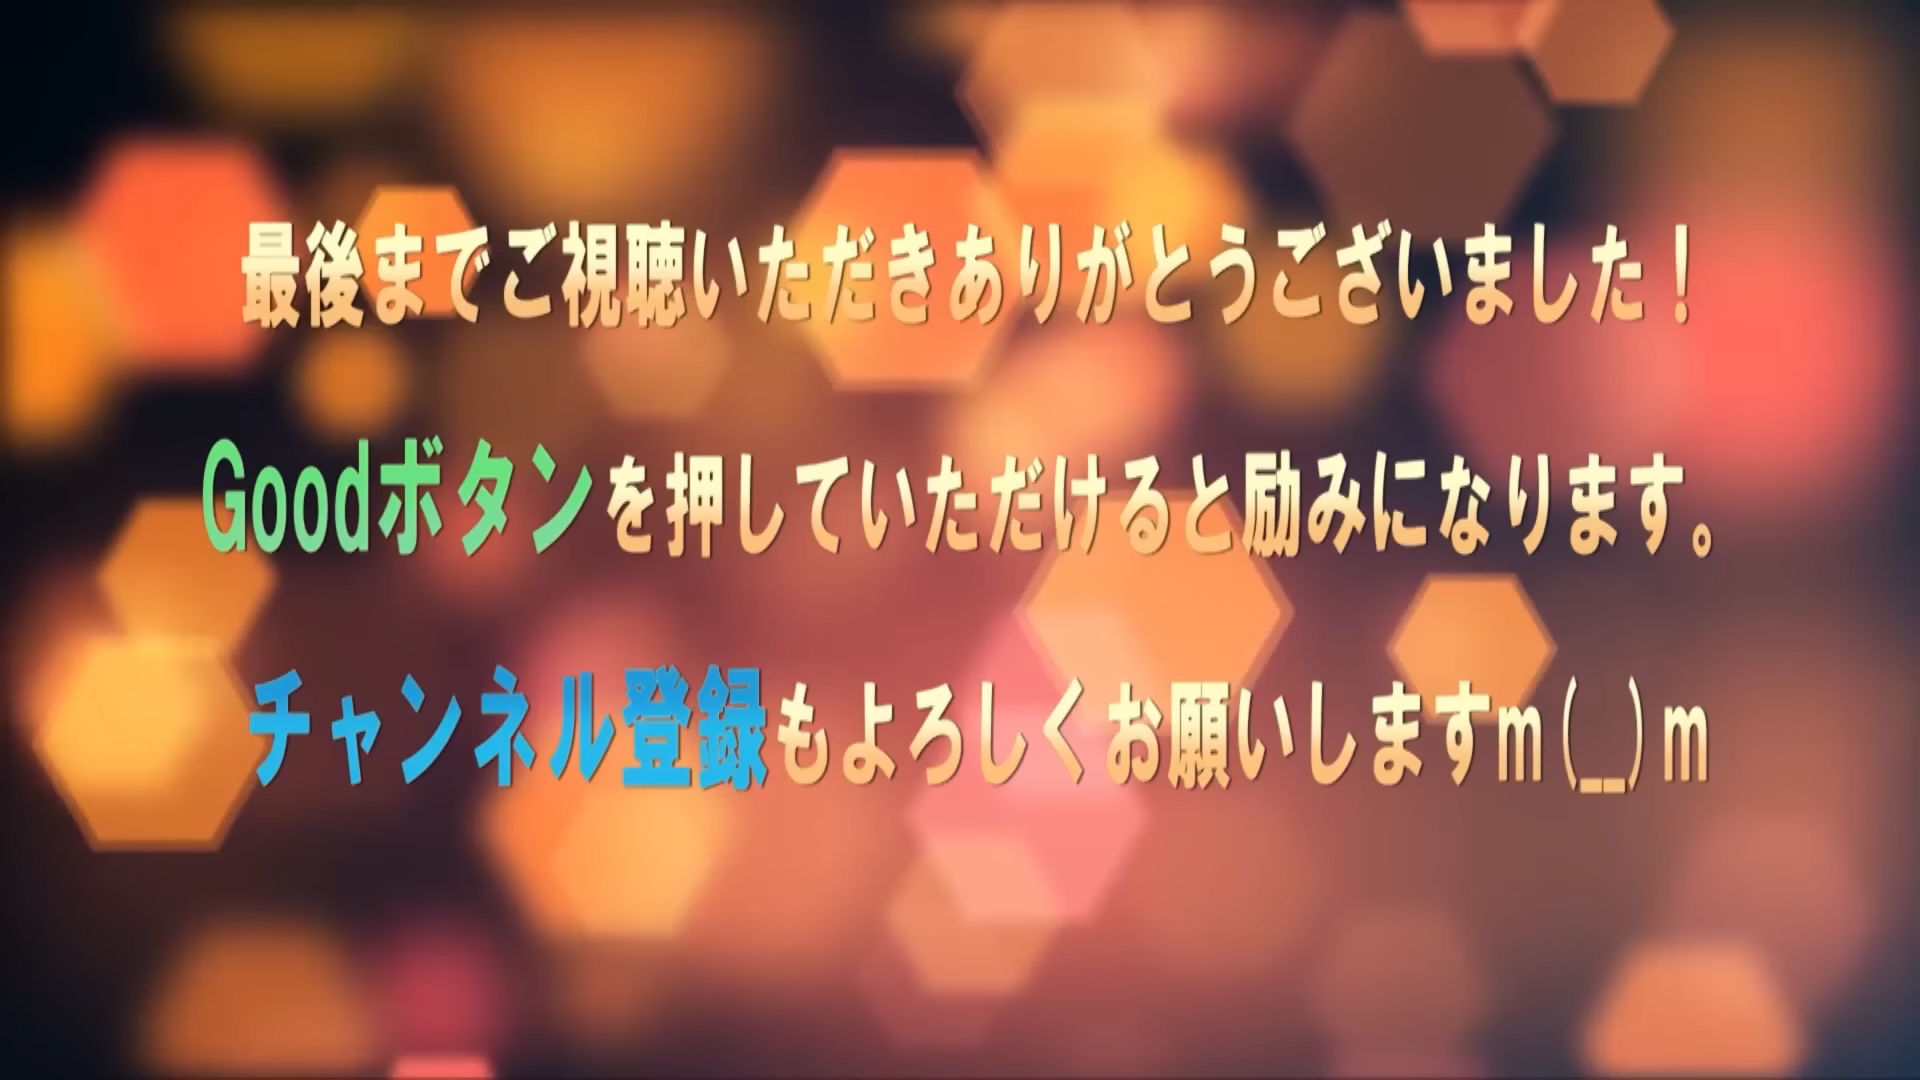 最後までご視聴いただきありがとうございました！
Goodボタンを押していただけると励みになります。
チャンネル登録もよろしくお願いしますm(__)m